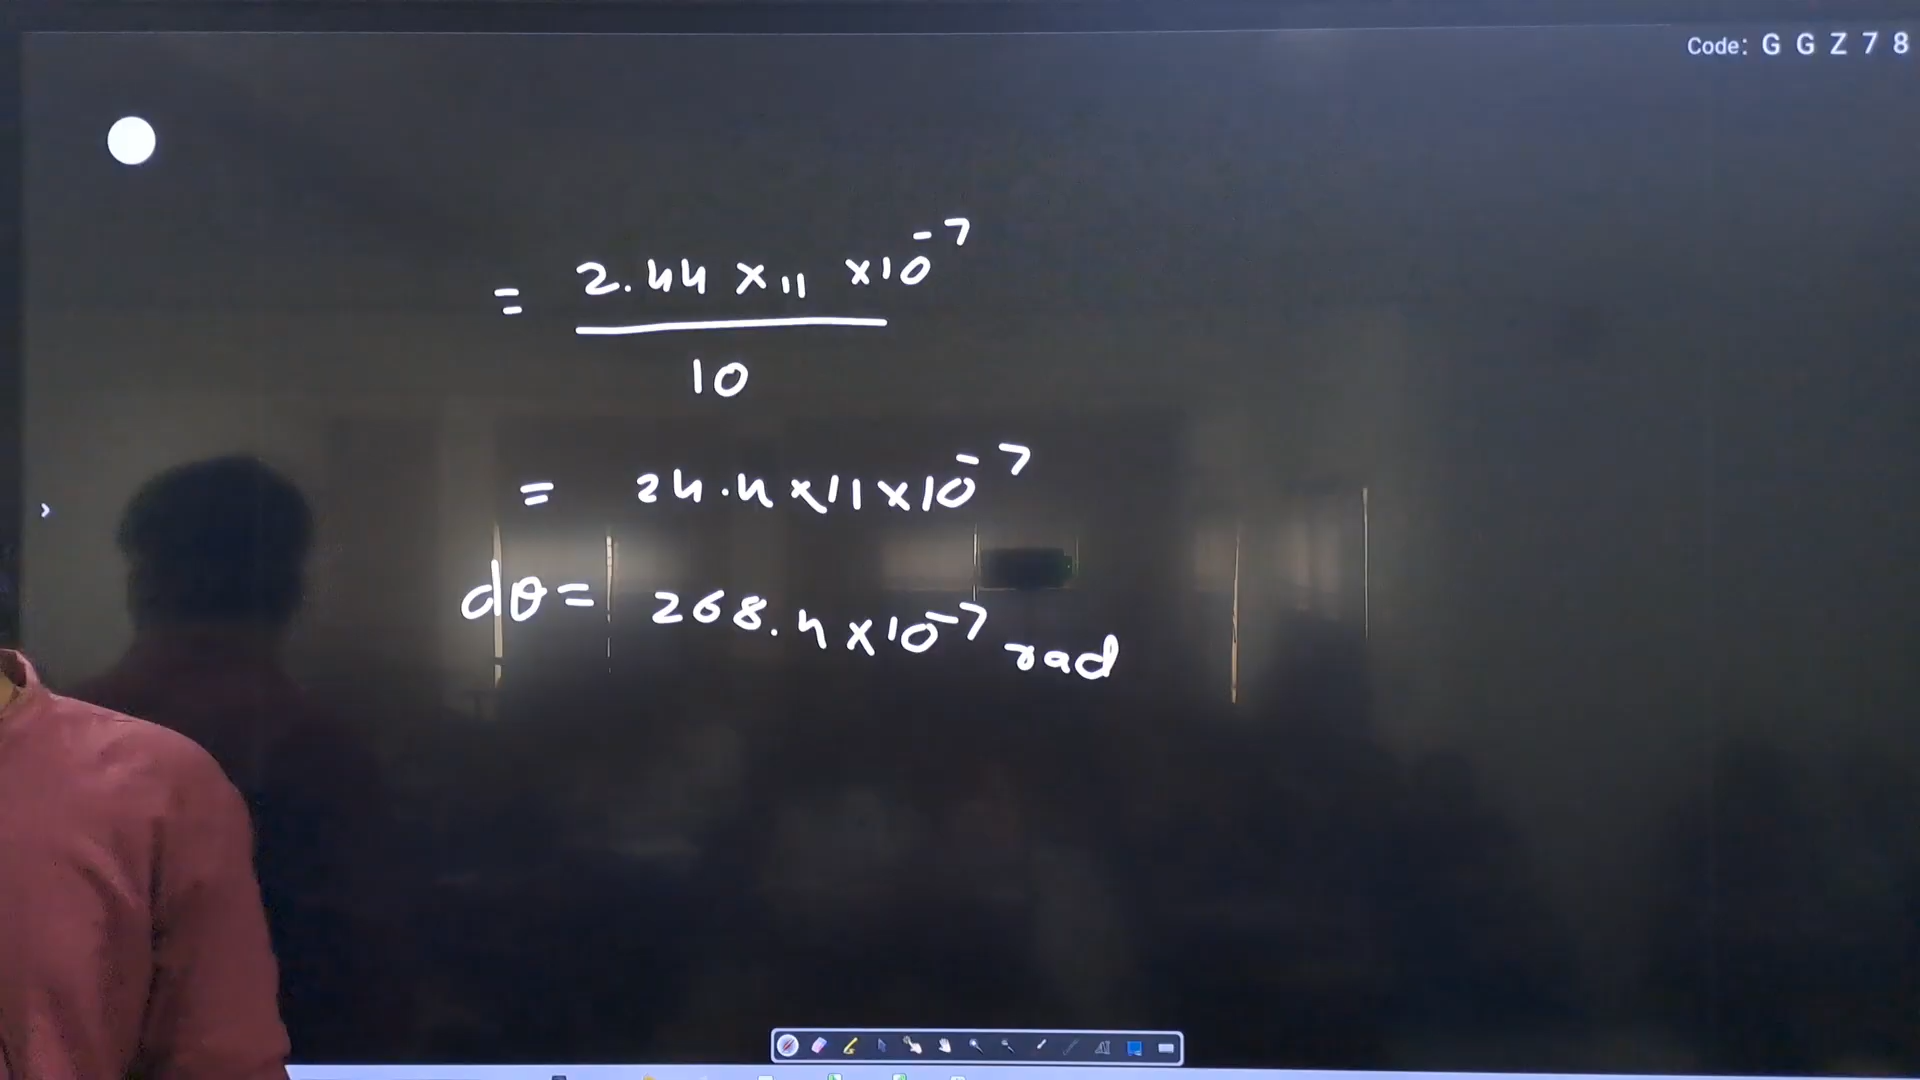 Code: G G Z 7 8
= 2.44 × 11 × 10⁻⁷
10
= 24.4 × 11 × 10⁻⁷
dθ = 268.4 × 10⁻⁷ rad